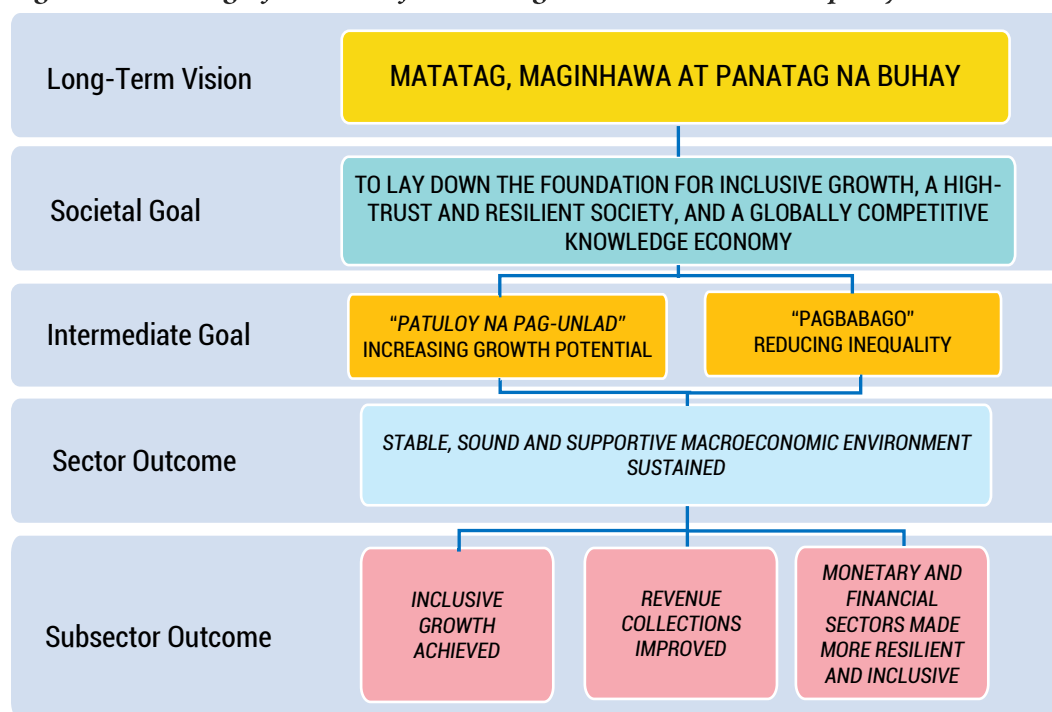 Long-Term Vision
MATATAG, MAGINHAWA AT PANATAG NA BUHAY
Societal Goal
TO LAY DOWN THE FOUNDATION FOR INCLUSIVE GROWTH, A HIGH-
TRUST AND RESILIENT SOCIETY, AND A GLOBALLY COMPETITIVE
KNOWLEDGE ECONOMY
Intermediate Goal
“PATULOY NA PAG-UNLAD”
INCREASING GROWTH POTENTIAL
“PAGBABAGO”
REDUCING INEQUALITY
Sector Outcome
STABLE, SOUND AND SUPPORTIVE MACROECONOMIC ENVIRONMENT
SUSTAINED
Subsector Outcome
INCLUSIVE
GROWTH
ACHIEVED
REVENUE
COLLECTIONS
IMPROVED
MONETARY AND
FINANCIAL
SECTORS MADE
MORE RESILIENT
AND INCLUSIVE